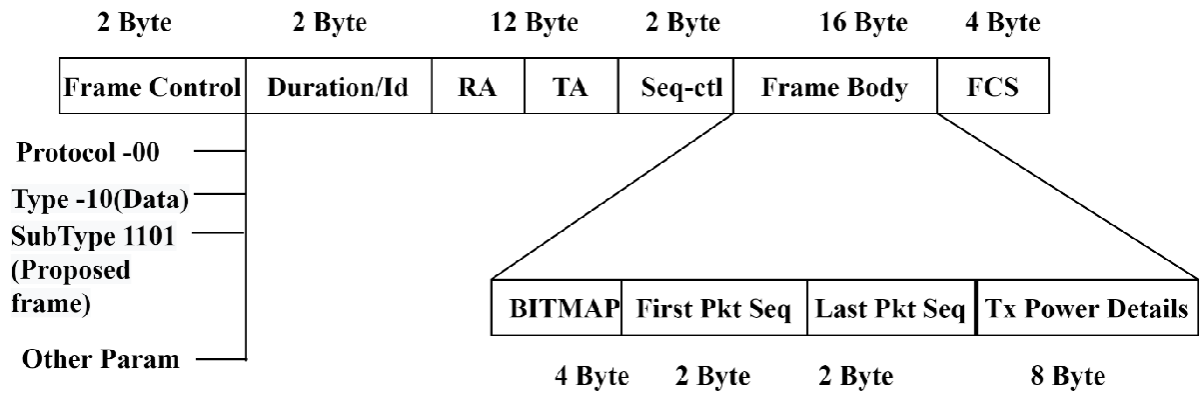 2 Byte 2 Byte 12 Byte 2 Byte 16 Byte 4 Byte
Frame Control Duration/Id RA TA Seq-ctl Frame Body FCS
Protocol -00
Type -10(Data)
SubType 1101
(Proposed
frame)
Other Param
BITMAP First Pkt Seq Last Pkt Seq Tx Power Details
4 Byte 2 Byte 2 Byte 8 Byte